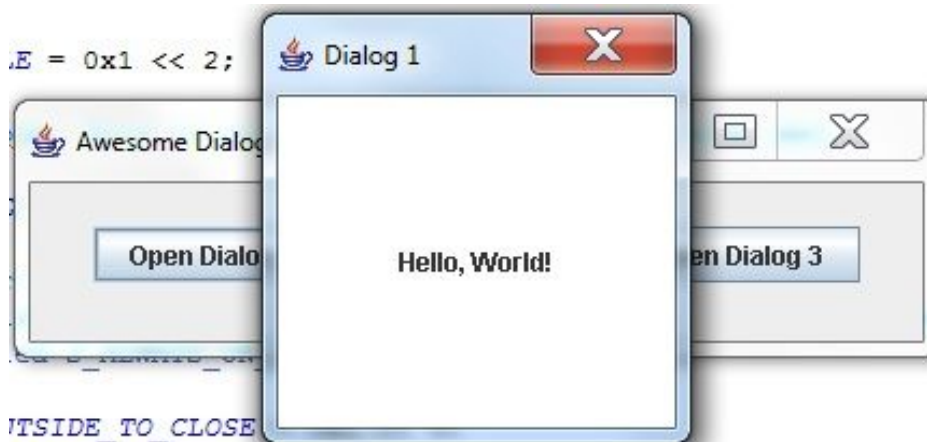 = 0x1 << 2;
Dialog 1
Awesome Dialog
Open Dialo
Hello, World!
en Dialog 3
UTSIDE_TO_CLOSE